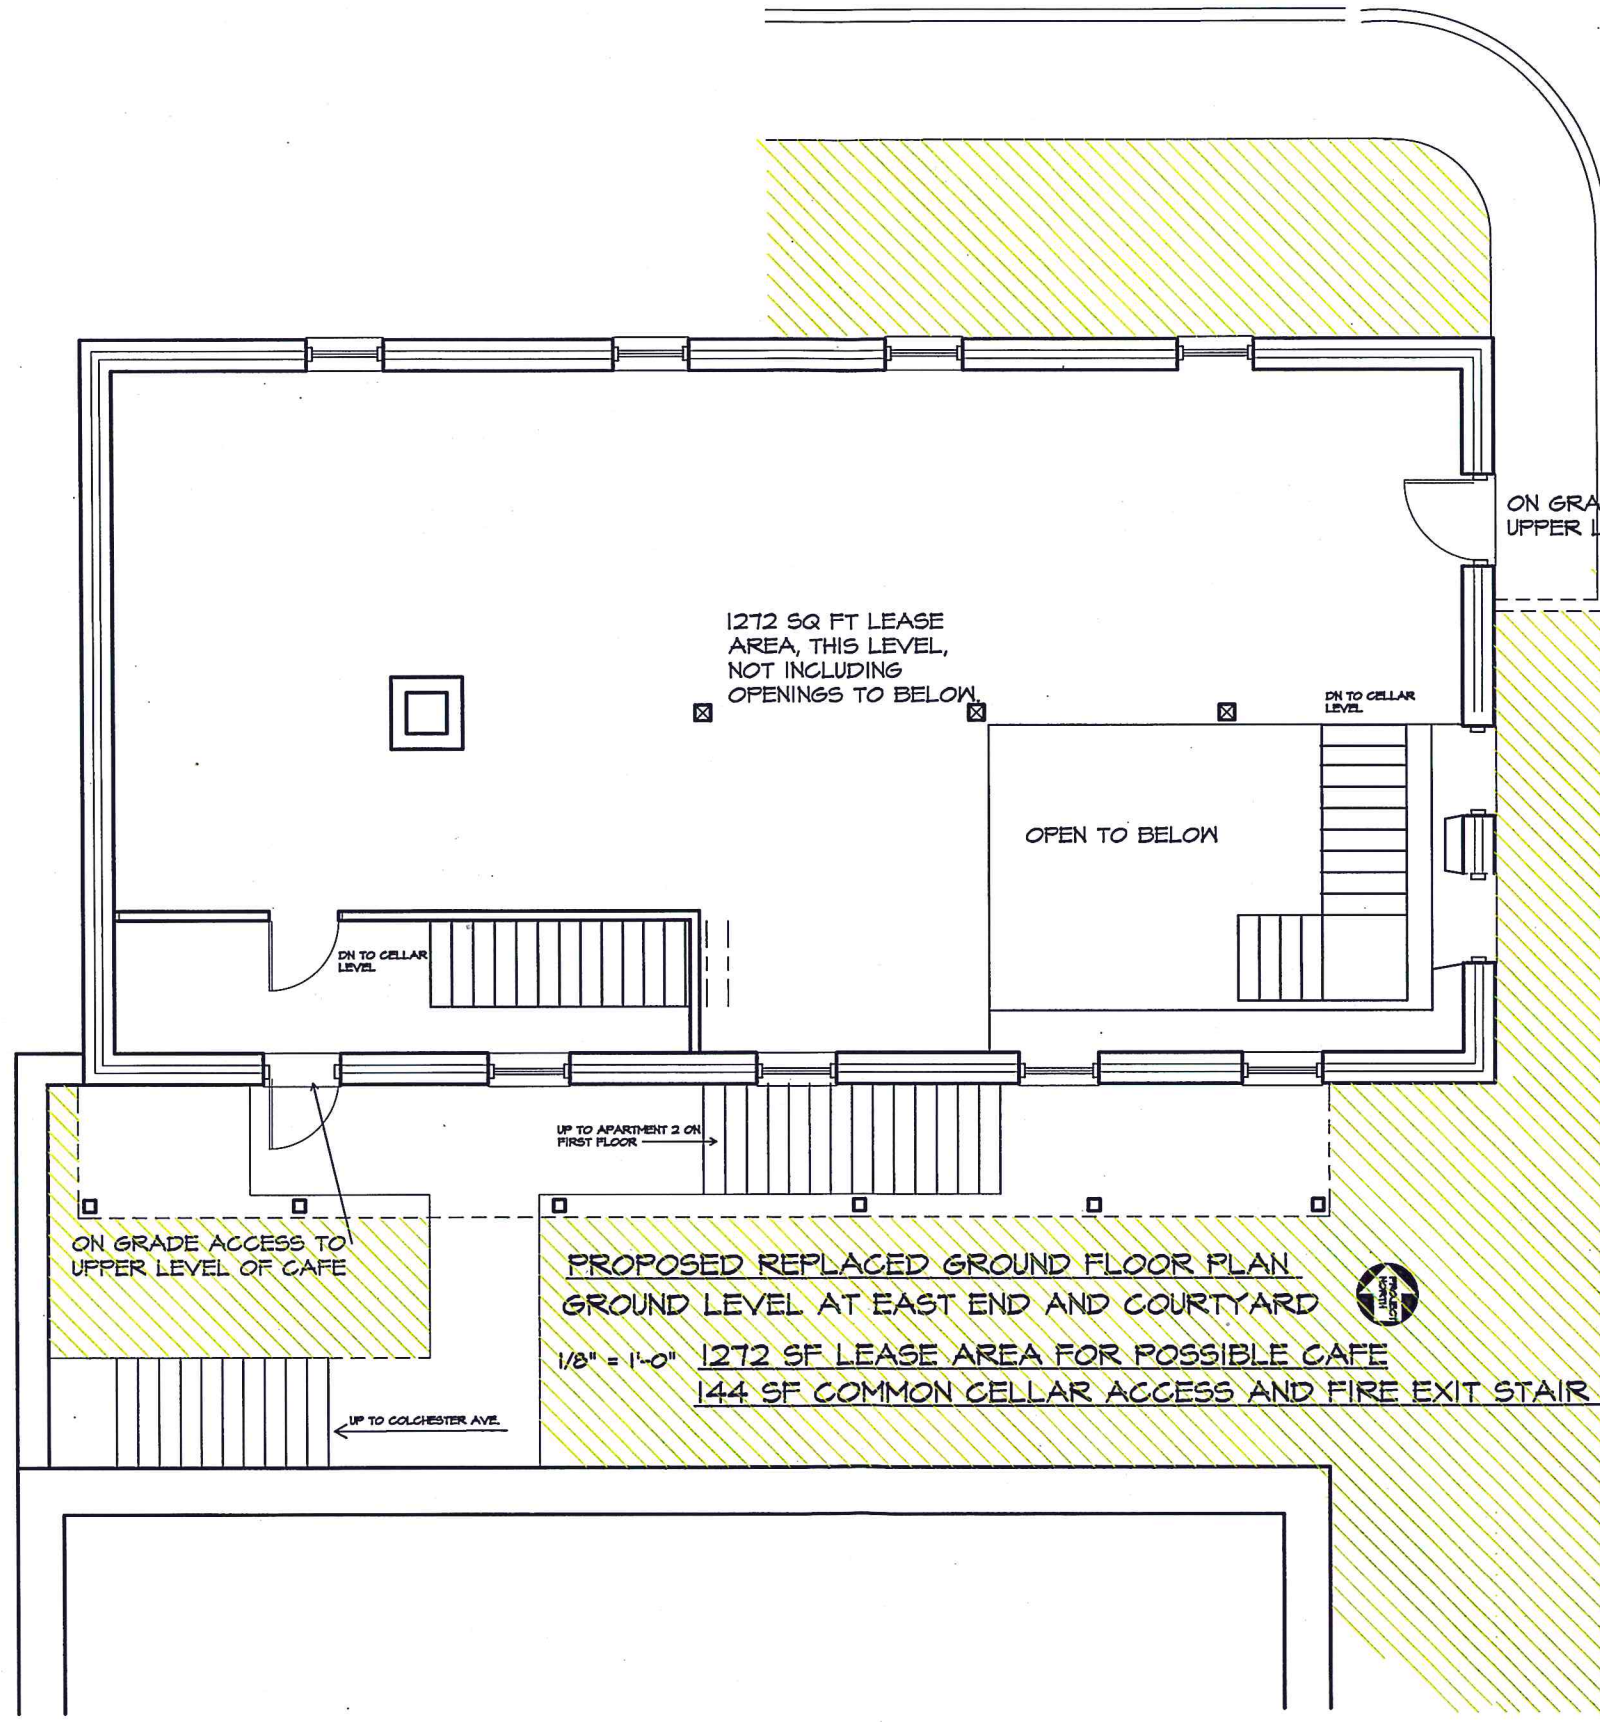 ON GRA
UPPER L
1272 SQ FT LEASE
AREA, THIS LEVEL,
NOT INCLUDING
OPENINGS TO BELOW.
DN TO CELLAR
LEVEL
OPEN TO BELOW
DN TO CELLAR
LEVEL
UP TO APARTMENT 2 ON
FIRST FLOOR
ON GRADE ACCESS TO
UPPER LEVEL OF CAFE
PROPOSED REPLACED GROUND FLOOR PLAN
GROUND LEVEL AT EAST END AND COURTYARD
PROJECT
NORTH
1/8" = 1'-0"
1272 SF LEASE AREA FOR POSSIBLE CAFE
144 SF COMMON CELLAR ACCESS AND FIRE EXIT STAIR
UP TO COLCHESTER AVE.